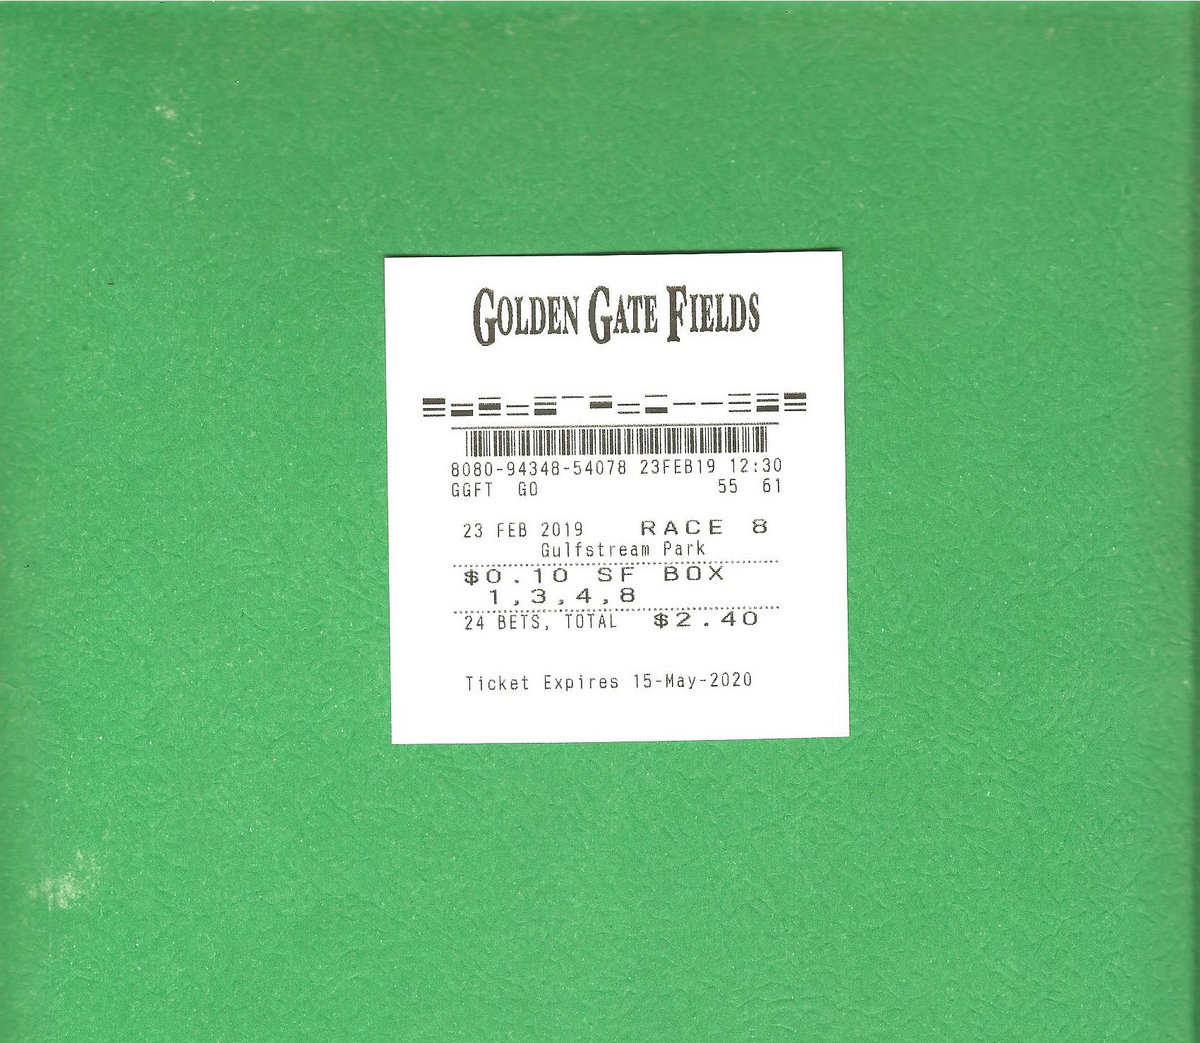 GOLDEN GATE FIELDS
8080-94348-54078 23FEB19 12:30
GGFT GO 55 61
23 FEB 2019 RACE 8
Gulfstream Park
$0.10 SF BOX
1,3,4,8
24 BETS, TOTAL $2.40
Ticket Expires 15-May-2020